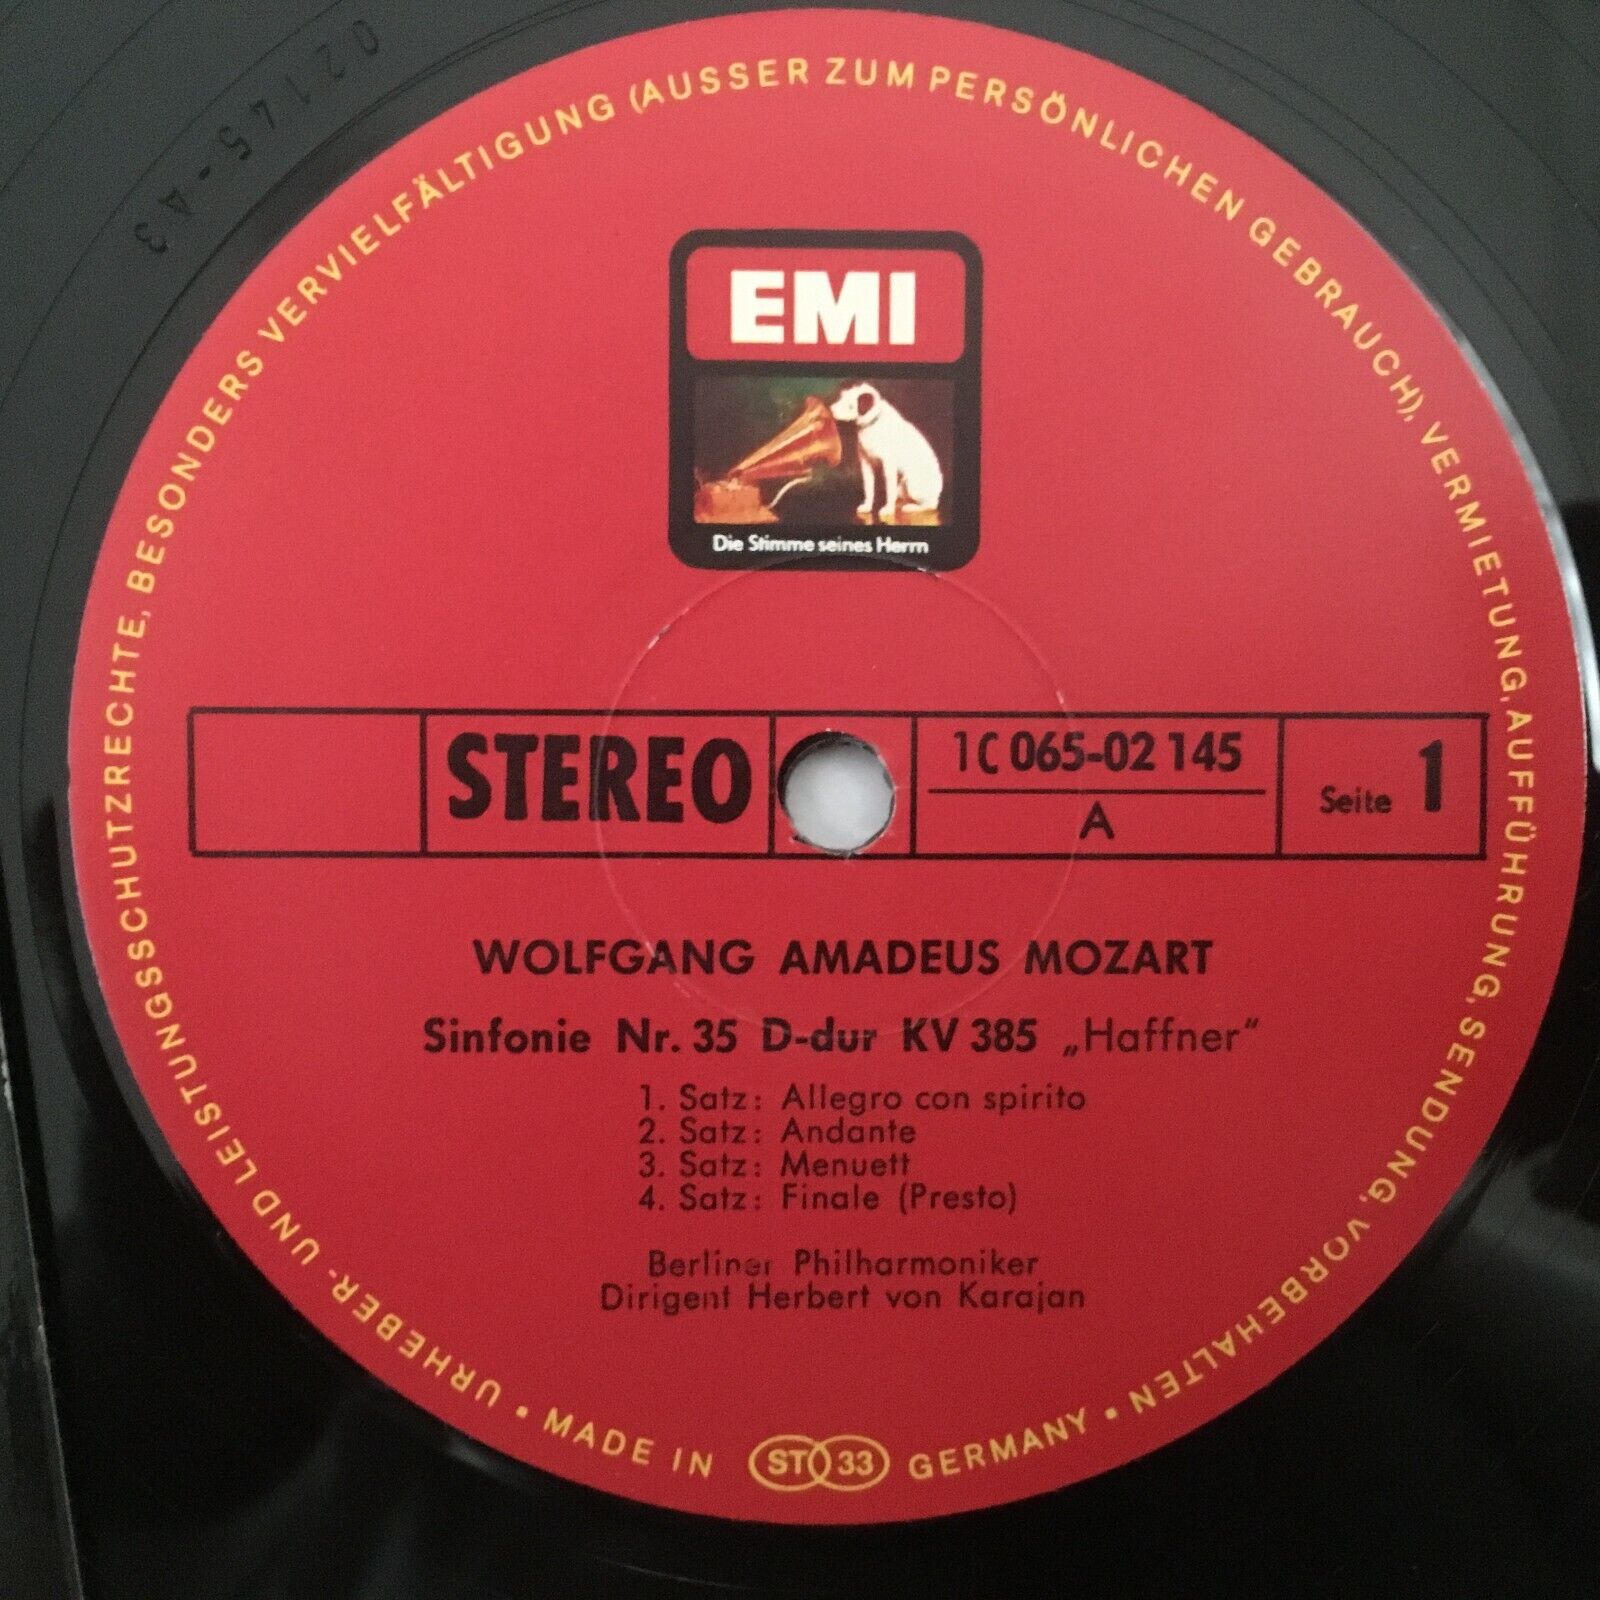 02145-A3
EMI
Die Stimme seines Herrn
STEREO
1C 065-02 145
A
Seite 1
WOLFGANG AMADEUS MOZART
Sinfonie Nr. 35 D-dur KV 385 „Haffner“
1. Satz: Allegro con spirito
2. Satz: Andante
3. Satz: Menuett
4. Satz: Finale (Presto)
Berliner Philharmoniker
Dirigent Herbert von Karajan
URHEBER- UND LEISTUNGSSCHUTZRECHTE, BESONDERS VERVIELFÄLTIGUNG (AUSSER ZUM PERSÖNLICHEN GEBRAUCH), VERMIETUNG, AUFFÜHRUNG, SENDUNG, VORBEHALTEN •
MADE IN ST 33 GERMANY •